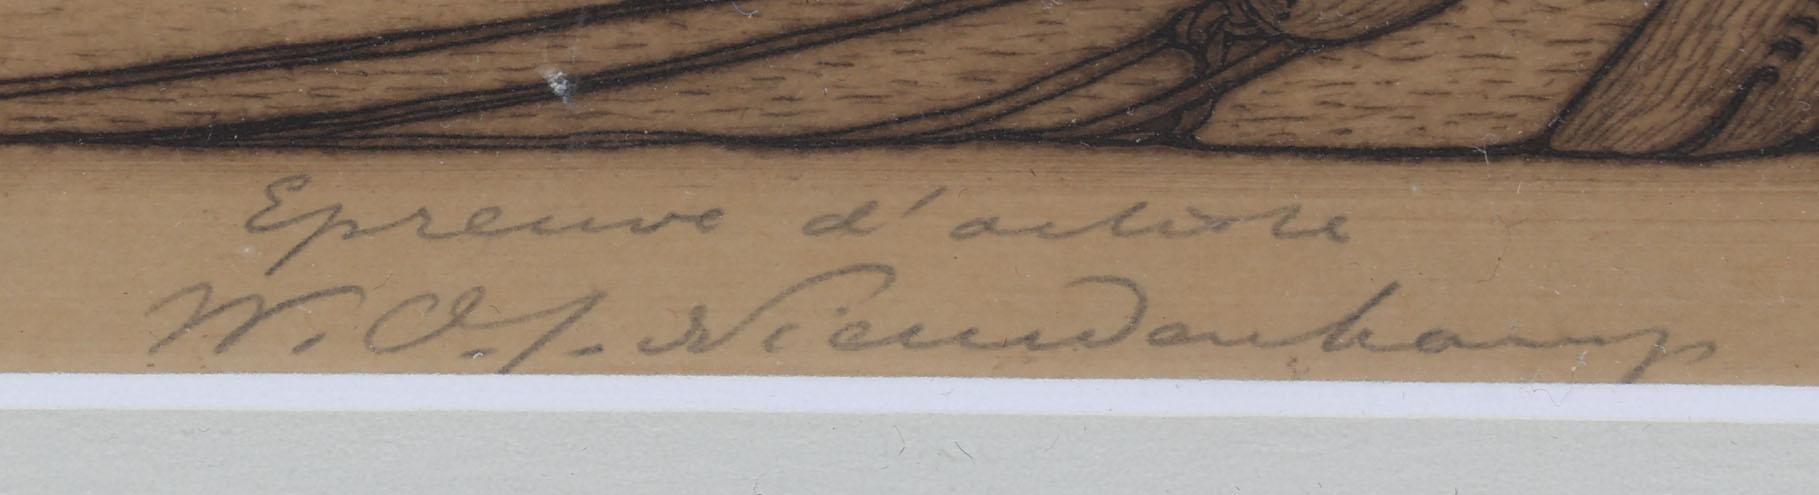 Epreuve d'artiste
W. O. J. Nieuwenkamp